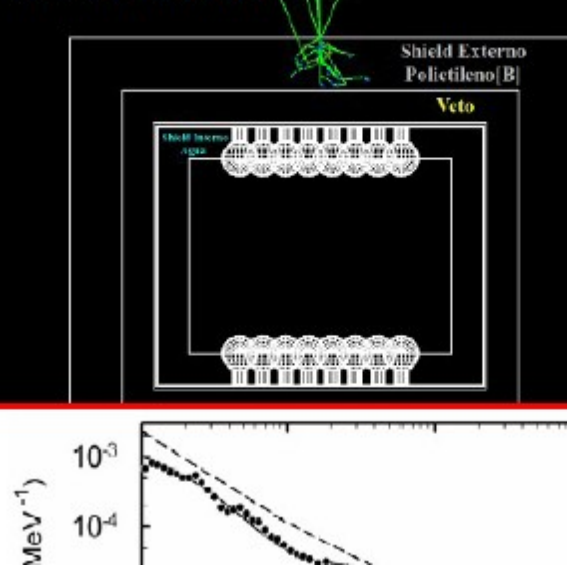 Shield Externo
Polietileno[B]
Veto
Shield Interno
Agua
10-3
10-4
MeV-1)